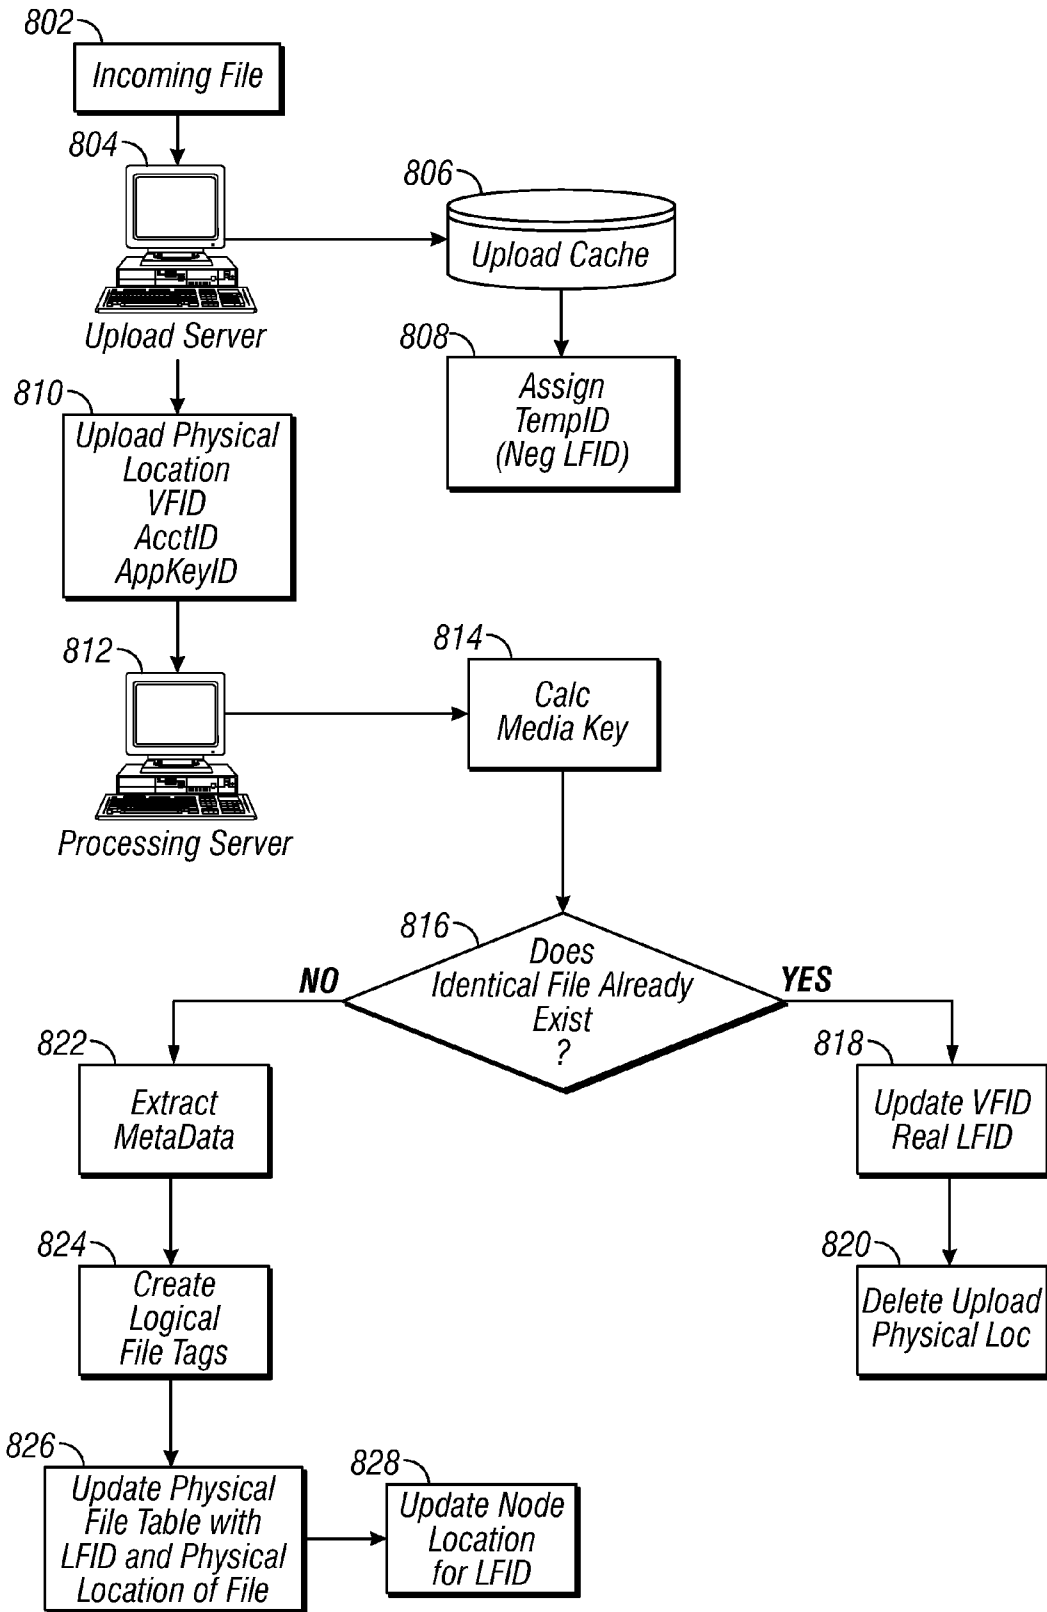 802
Incoming File
804
Upload Server
806
Upload Cache
808
Assign
TempID
(Neg LFID)
810
Upload Physical
Location
VFID
AcctID
AppKeyID
812
Processing Server
814
Calc
Media Key
816
Does
Identical File Already
Exist
?
NO
YES
822
Extract
MetaData
818
Update VFID
Real LFID
824
Create
Logical
File Tags
820
Delete Upload
Physical Loc
826
Update Physical
File Table with
LFID and Physical
Location of File
828
Update Node
Location
for LFID